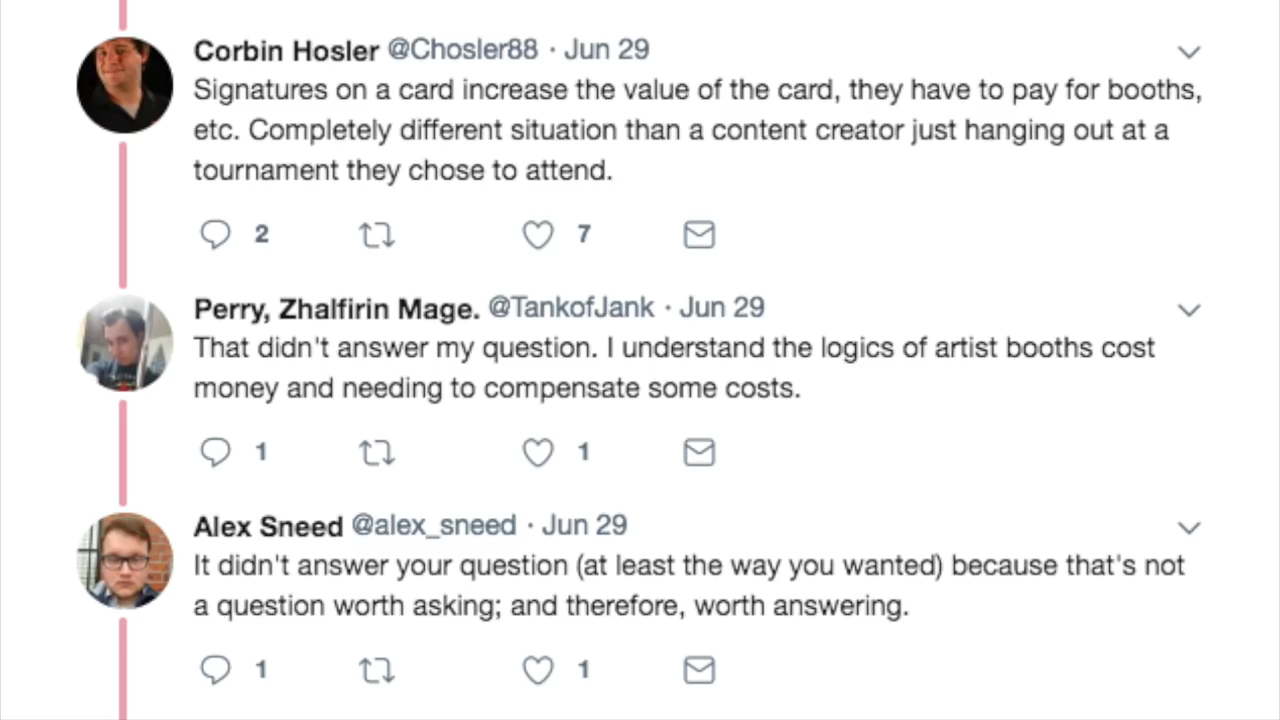 Corbin Hosler @Chosler88 · Jun 29
Signatures on a card increase the value of the card, they have to pay for booths,
etc. Completely different situation than a content creator just hanging out at a
tournament they chose to attend.
2 7
Perry, Zhalfirin Mage. @TankofJank · Jun 29
That didn't answer my question. I understand the logics of artist booths cost
money and needing to compensate some costs.
1 1
Alex Sneed @alex_sneed · Jun 29
It didn't answer your question (at least the way you wanted) because that's not
a question worth asking; and therefore, worth answering.
1 1